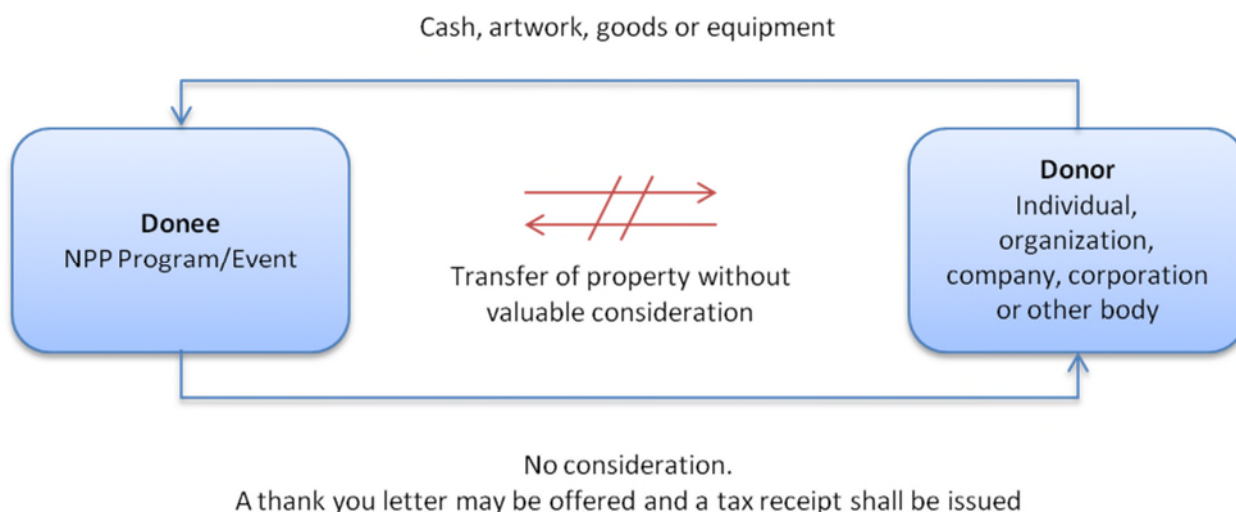 Cash, artwork, goods or equipment
Donee
NPP Program/Event
Transfer of property without
valuable consideration
Donor
Individual,
organization,
company, corporation
or other body
No consideration.
A thank you letter may be offered and a tax receipt shall be issued